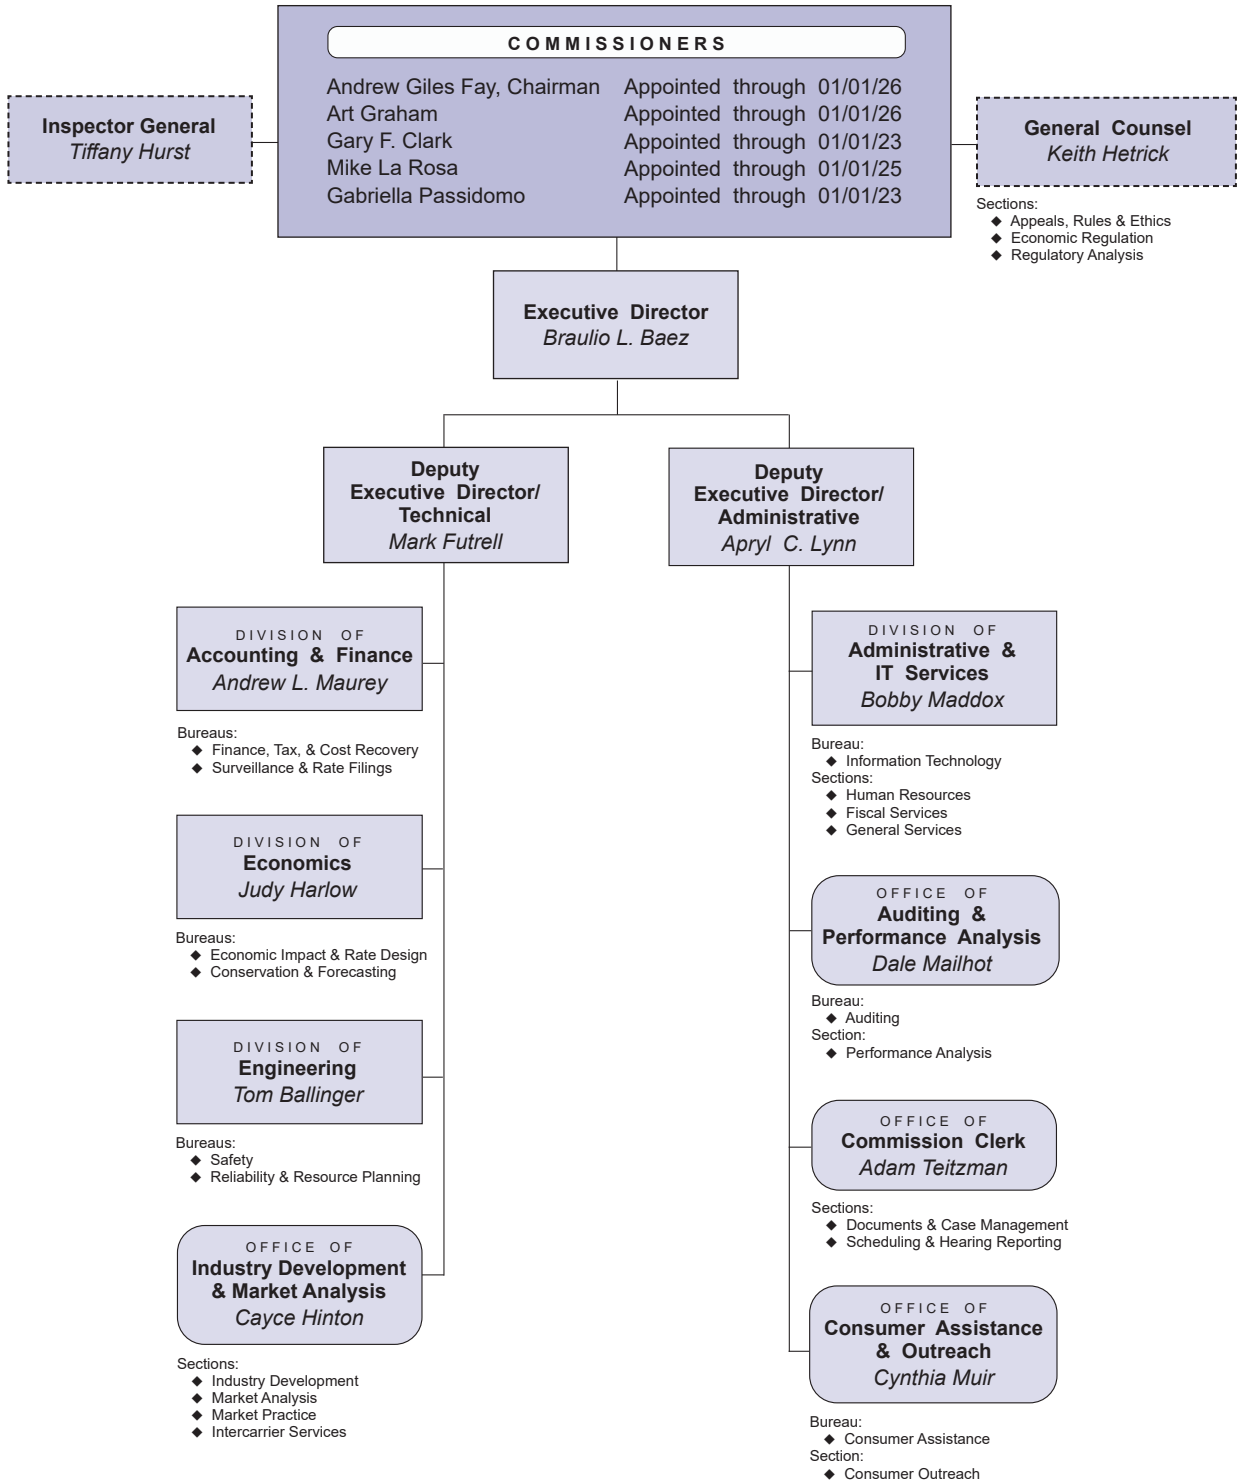 COMMISSIONERS
Andrew Giles Fay, Chairman Appointed through 01/01/26
Art Graham Appointed through 01/01/26
Gary F. Clark Appointed through 01/01/23
Mike La Rosa Appointed through 01/01/25
Gabriella Passidomo Appointed through 01/01/23
Inspector General
Tiffany Hurst
General Counsel
Keith Hetrick
Sections:
◆ Appeals, Rules & Ethics
◆ Economic Regulation
◆ Regulatory Analysis
Executive Director
Braulio L. Baez
Deputy
Executive Director/
Technical
Mark Futrell
Deputy
Executive Director/
Administrative
Apryl C. Lynn
DIVISION OF
Accounting & Finance
Andrew L. Maurey
Bureaus:
◆ Finance, Tax, & Cost Recovery
◆ Surveillance & Rate Filings
DIVISION OF
Economics
Judy Harlow
Bureaus:
◆ Economic Impact & Rate Design
◆ Conservation & Forecasting
DIVISION OF
Engineering
Tom Ballinger
Bureaus:
◆ Safety
◆ Reliability & Resource Planning
OFFICE OF
Industry Development
& Market Analysis
Cayce Hinton
Sections:
◆ Industry Development
◆ Market Analysis
◆ Market Practice
◆ Intercarrier Services
DIVISION OF
Administrative &
IT Services
Bobby Maddox
Bureau:
◆ Information Technology
Sections:
◆ Human Resources
◆ Fiscal Services
◆ General Services
OFFICE OF
Auditing &
Performance Analysis
Dale Mailhot
Bureau:
◆ Auditing
Section:
◆ Performance Analysis
OFFICE OF
Commission Clerk
Adam Teitzman
Sections:
◆ Documents & Case Management
◆ Scheduling & Hearing Reporting
OFFICE OF
Consumer Assistance
& Outreach
Cynthia Muir
Bureau:
◆ Consumer Assistance
Section:
◆ Consumer Outreach